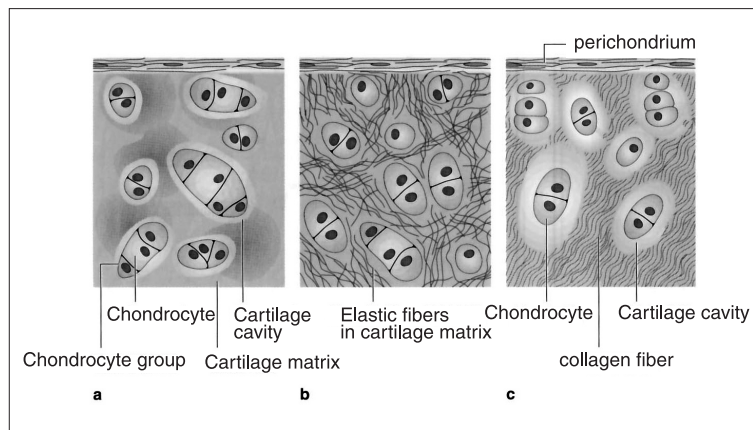 perichondrium
Chondrocyte
Cartilage
cavity
Chondrocyte group
Cartilage matrix
Elastic fibers
in cartilage matrix
Chondrocyte
Cartilage cavity
collagen fiber
a
b
c